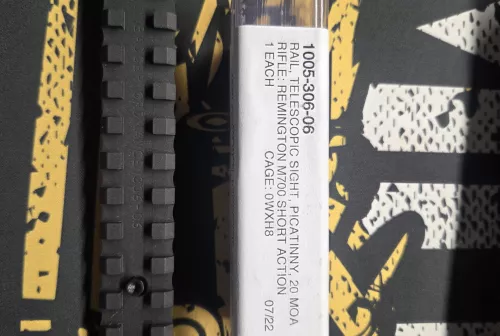 1005-306-06
RAIL, TELESCOPIC SIGHT, PICATINNY, 20 MOA
RIFLE: REMINGTON M700 SHORT ACTION
1 EACH CAGE: 0WXH8 07/22